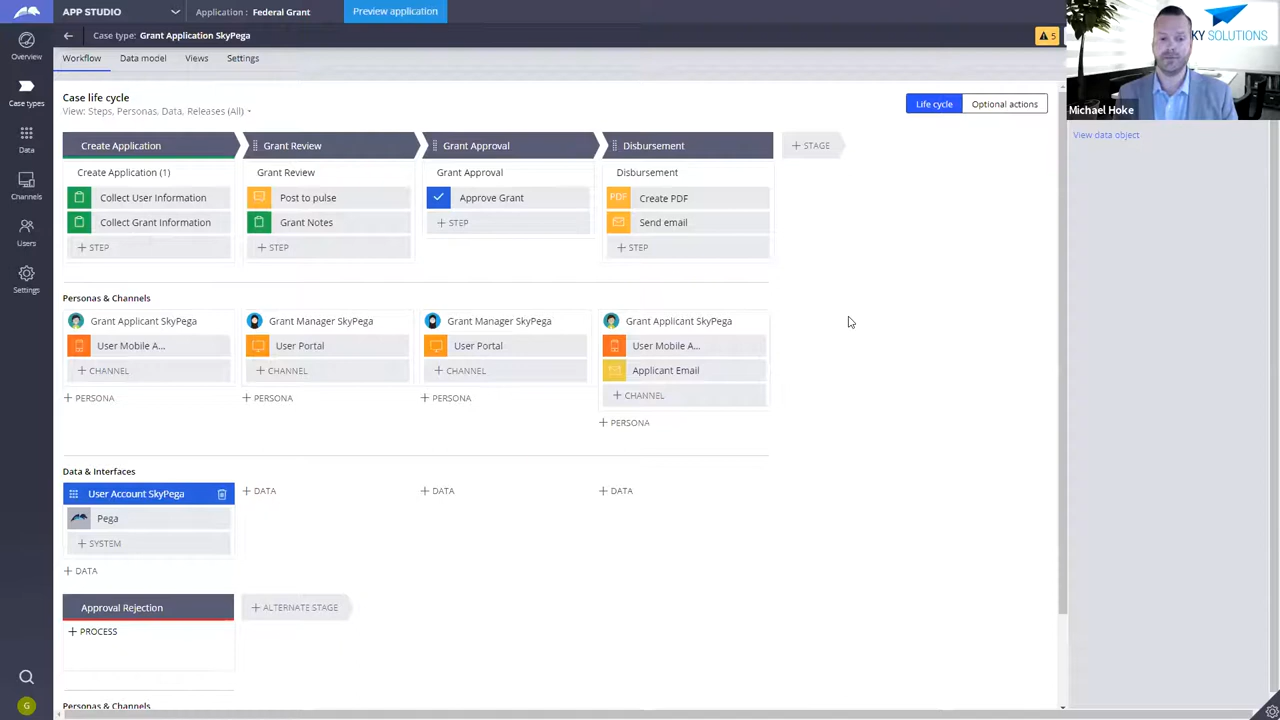 APP STUDIO
Application : Federal Grant
Preview application
Case type: Grant Application SkyPega
5
Overview
Case types
Data
Channels
Users
Settings
G
Workflow
Data model
Views
Settings
Case life cycle
View: Steps, Personas, Data, Releases (All)
Life cycle
Optional actions
Create Application
Grant Review
Grant Approval
Disbursement
+ STAGE
Create Application (1)
Collect User Information
Collect Grant Information
+ STEP
Grant Review
Post to pulse
Grant Notes
+ STEP
Grant Approval
Approve Grant
+ STEP
Disbursement
PDF
Create PDF
Send email
+ STEP
Personas & Channels
Grant Applicant SkyPega
User Mobile A...
+ CHANNEL
+ PERSONA
Grant Manager SkyPega
User Portal
+ CHANNEL
+ PERSONA
Grant Manager SkyPega
User Portal
+ CHANNEL
+ PERSONA
Grant Applicant SkyPega
User Mobile A...
Applicant Email
+ CHANNEL
+ PERSONA
Data & Interfaces
User Account SkyPega
Pega
+ SYSTEM
+ DATA
+ DATA
+ DATA
+ DATA
Approval Rejection
+ PROCESS
+ ALTERNATE STAGE
Personas & Channels
KY SOLUTIONS
Michael Hoke
View data object